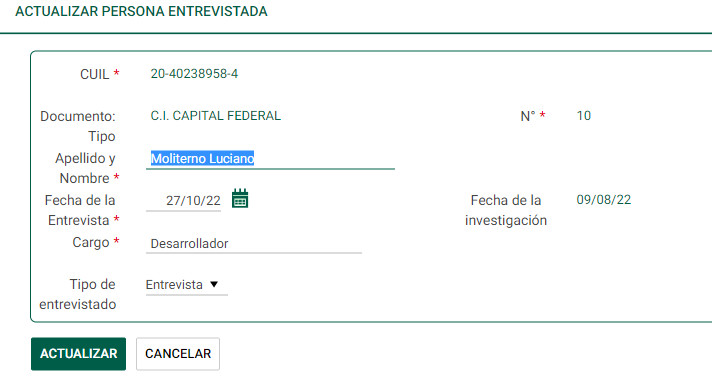 ACTUALIZAR PERSONA ENTREVISTADA
CUIL * 20-40238958-4
Documento: Tipo C.I. CAPITAL FEDERAL N° * 10
Apellido y Nombre * Moliterno Luciano
Fecha de la Entrevista * 27/10/22 Fecha de la investigación 09/08/22
Cargo * Desarrollador
Tipo de entrevistado Entrevista
ACTUALIZAR CANCELAR